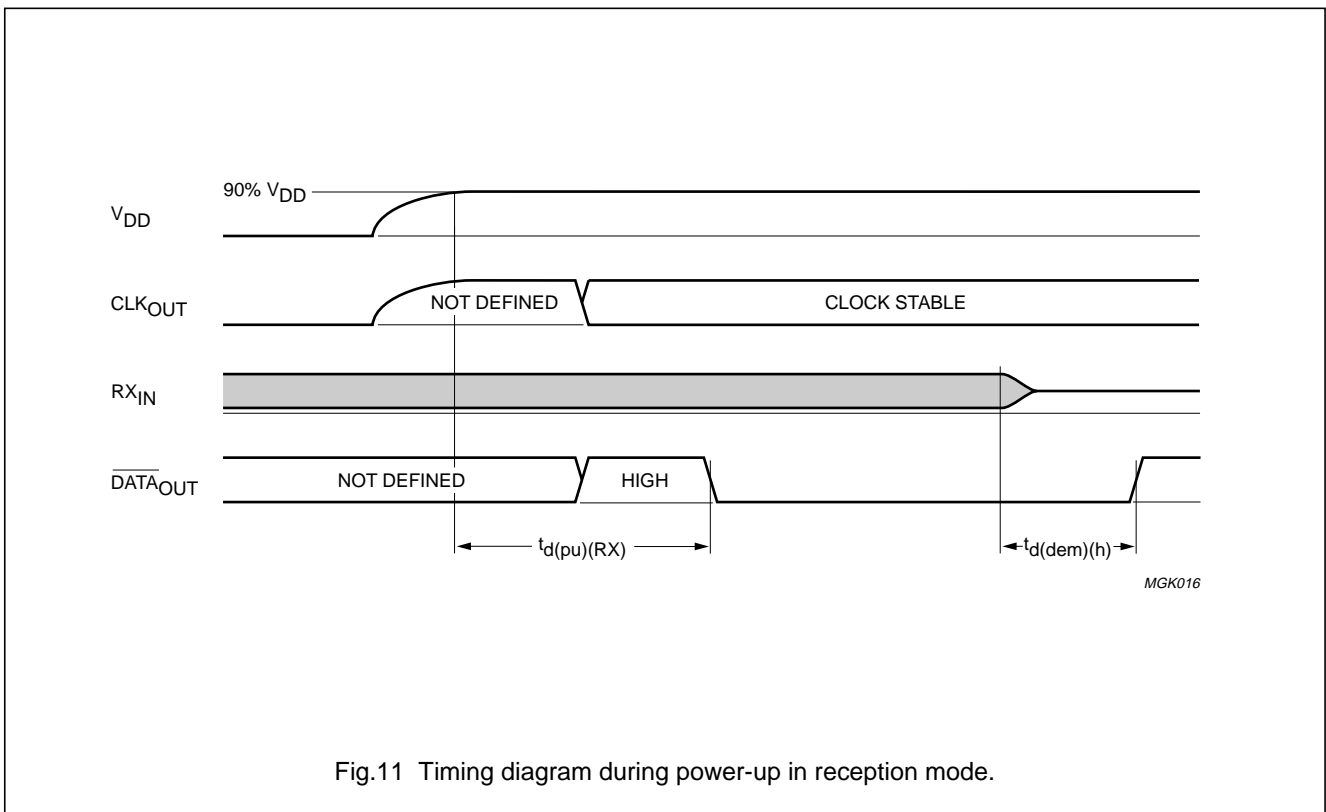 90% VDD
VDD
CLKOUT
NOT DEFINED
CLOCK STABLE
RXIN
DATAOUT
NOT DEFINED
HIGH
td(pu)(RX)
td(dem)(h)
MGK016
Fig.11 Timing diagram during power-up in reception mode.